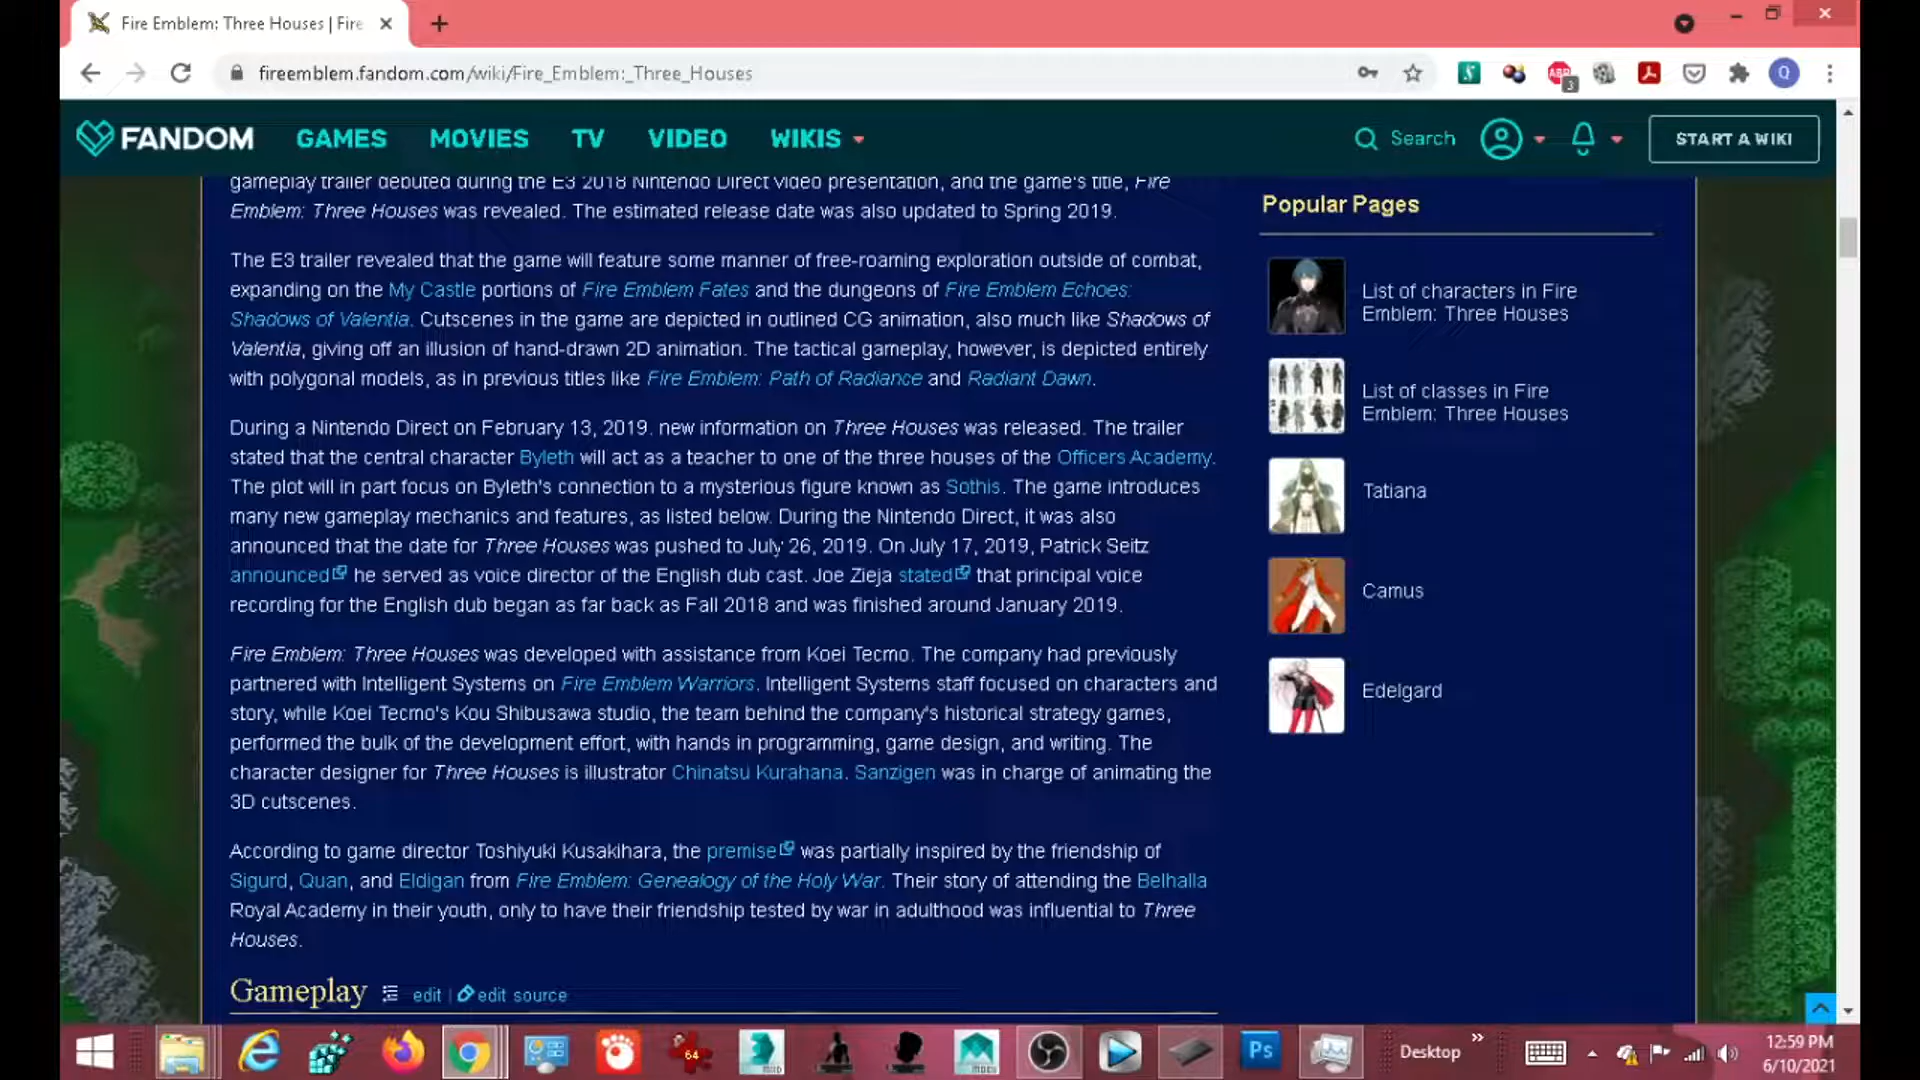 Fire Emblem: Three Houses | Fire
fireemblem.fandom.com/wiki/Fire_Emblem:_Three_Houses
ABP
3
Q
FANDOM
GAMES
MOVIES
TV
VIDEO
WIKIS
Search
START A WIKI
gameplay trailer debuted during the E3 2018 Nintendo Direct video presentation, and the game's title, Fire
Emblem: Three Houses was revealed. The estimated release date was also updated to Spring 2019.
The E3 trailer revealed that the game will feature some manner of free-roaming exploration outside of combat,
expanding on the My Castle portions of Fire Emblem Fates and the dungeons of Fire Emblem Echoes:
Shadows of Valentia. Cutscenes in the game are depicted in outlined CG animation, also much like Shadows of
Valentia, giving off an illusion of hand-drawn 2D animation. The tactical gameplay, however, is depicted entirely
with polygonal models, as in previous titles like Fire Emblem: Path of Radiance and Radiant Dawn.
During a Nintendo Direct on February 13, 2019. new information on Three Houses was released. The trailer
stated that the central character Byleth will act as a teacher to one of the three houses of the Officers Academy.
The plot will in part focus on Byleth's connection to a mysterious figure known as Sothis. The game introduces
many new gameplay mechanics and features, as listed below. During the Nintendo Direct, it was also
announced that the date for Three Houses was pushed to July 26, 2019. On July 17, 2019, Patrick Seitz
announced he served as voice director of the English dub cast. Joe Zieja stated that principal voice
recording for the English dub began as far back as Fall 2018 and was finished around January 2019.
Fire Emblem: Three Houses was developed with assistance from Koei Tecmo. The company had previously
partnered with Intelligent Systems on Fire Emblem Warriors. Intelligent Systems staff focused on characters and
story, while Koei Tecmo's Kou Shibusawa studio, the team behind the company's historical strategy games,
performed the bulk of the development effort, with hands in programming, game design, and writing. The
character designer for Three Houses is illustrator Chinatsu Kurahana. Sanzigen was in charge of animating the
3D cutscenes.
According to game director Toshiyuki Kusakihara, the premise was partially inspired by the friendship of
Sigurd, Quan, and Eldigan from Fire Emblem: Genealogy of the Holy War. Their story of attending the Belhalla
Royal Academy in their youth, only to have their friendship tested by war in adulthood was influential to Three
Houses.
Gameplay edit | edit source
Popular Pages
List of characters in Fire
Emblem: Three Houses
List of classes in Fire
Emblem: Three Houses
Tatiana
Camus
Edelgard
64
Ps
Desktop
12:59 PM
6/10/2021